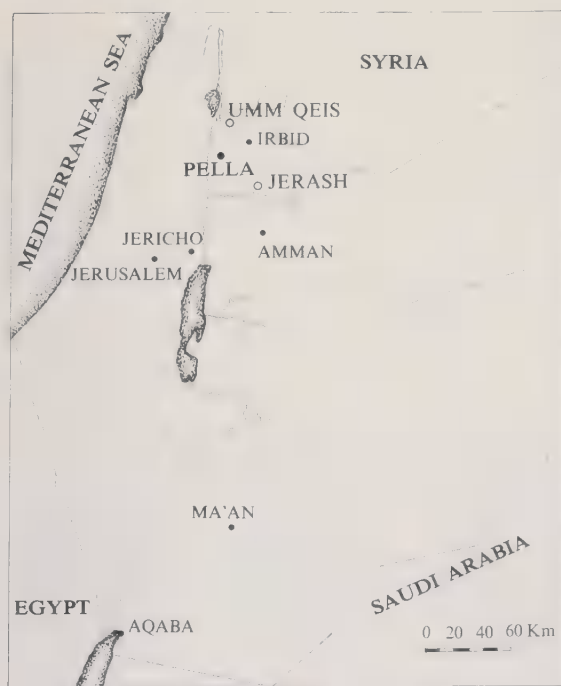 MEDITERRANEAN SEA
SYRIA
UMM QEIS
IRBID
PELLA
JERASH
JERICHO
AMMAN
JERUSALEM
MA'AN
SAUDI ARABIA
EGYPT
AQABA
0 20 40 60 Km